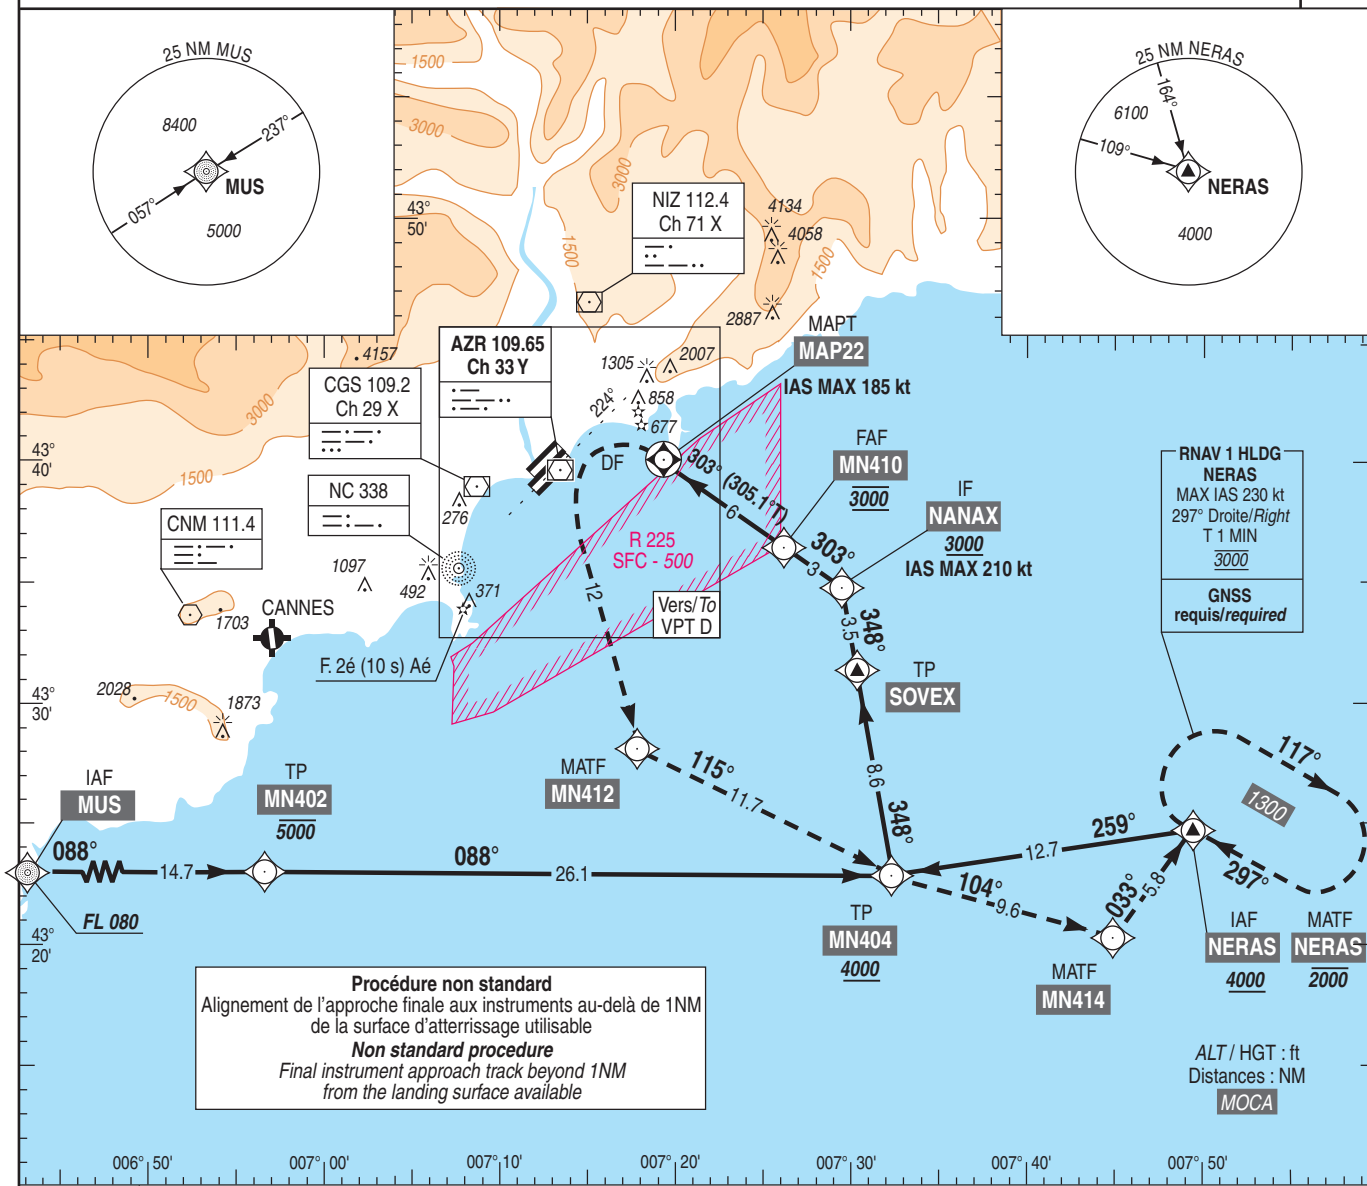 25 NM MUS
8400
237°
057°
MUS
5000
25 NM NERAS
164°
6100
109°
NERAS
4000
1500
3000
3000
1500
1500
3000
1500
1500
43°
50'
NIZ 112.4
Ch 71 X
4134
4058
2887
MAPT
MAP22
IAS MAX 185 kt
4157
AZR 109.65
Ch 33 Y
CGS 109.2
Ch 29 X
1305
2007
224°
858
677
43°
40'
DF
303° (305.1°T)
6
FAF
MN410
3000
IF
NANAX
3000
IAS MAX 210 kt
303°
3
RNAV 1 HLDG
NERAS
MAX IAS 230 kt
297° Droite/Right
T 1 MIN
3000
GNSS
requis/required
NC 338
276
CNM 111.4
R 225
SFC - 500
1097
492
371
12
Vers/To
VPT D
348°
3.5
1703
CANNES
F. 2é (10 s) Aé
TP
SOVEX
43°
30'
2028
1500
1873
8.6
348°
MATF
MN412
115°
11.7
117°
1300
IAF
MUS
TP
MN402
5000
088°
14.7
088°
26.1
259°
12.7
297°
FL 080
104°
9.6
033°
5.8
43°
20'
TP
MN404
4000
IAF
NERAS
4000
MATF
NERAS
2000
MATF
MN414
Procédure non standard
Alignement de l'approche finale aux instruments au-delà de 1NM
de la surface d'atterrissage utilisable
Non standard procedure
Final instrument approach track beyond 1NM
from the landing surface available
ALT / HGT : ft
Distances : NM
MOCA
006° 50'
007° 00'
007° 10'
007° 20'
007° 30'
007° 40'
007° 50'